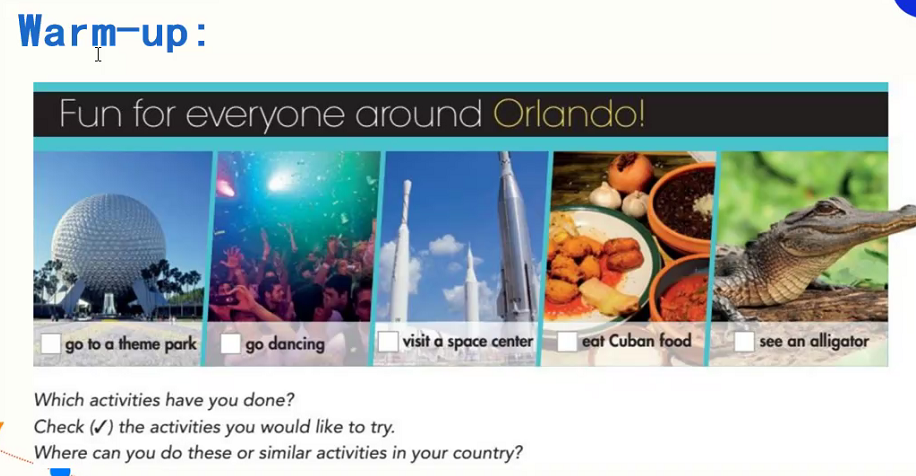 Warm-up:
Fun for everyone around Orlando!
go to a theme park
go dancing
visit a space center
eat Cuban food
see an alligator
Which activities have you done?
Check (✓) the activities you would like to try.
Where can you do these or similar activities in your country?